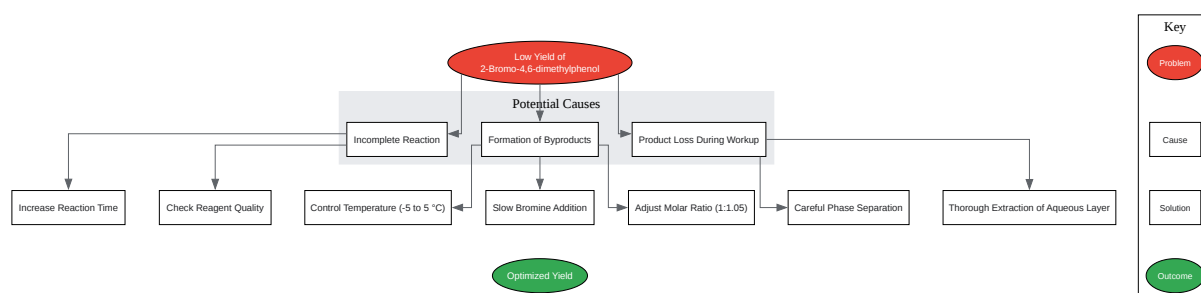 Low Yield of
2-Bromo-4,6-dimethylphenol
Potential Causes
Incomplete Reaction
Formation of Byproducts
Product Loss During Workup
Increase Reaction Time
Check Reagent Quality
Control Temperature (-5 to 5 °C)
Slow Bromine Addition
Adjust Molar Ratio (1:1.05)
Careful Phase Separation
Thorough Extraction of Aqueous Layer
Optimized Yield
Key
Problem
Cause
Solution
Outcome